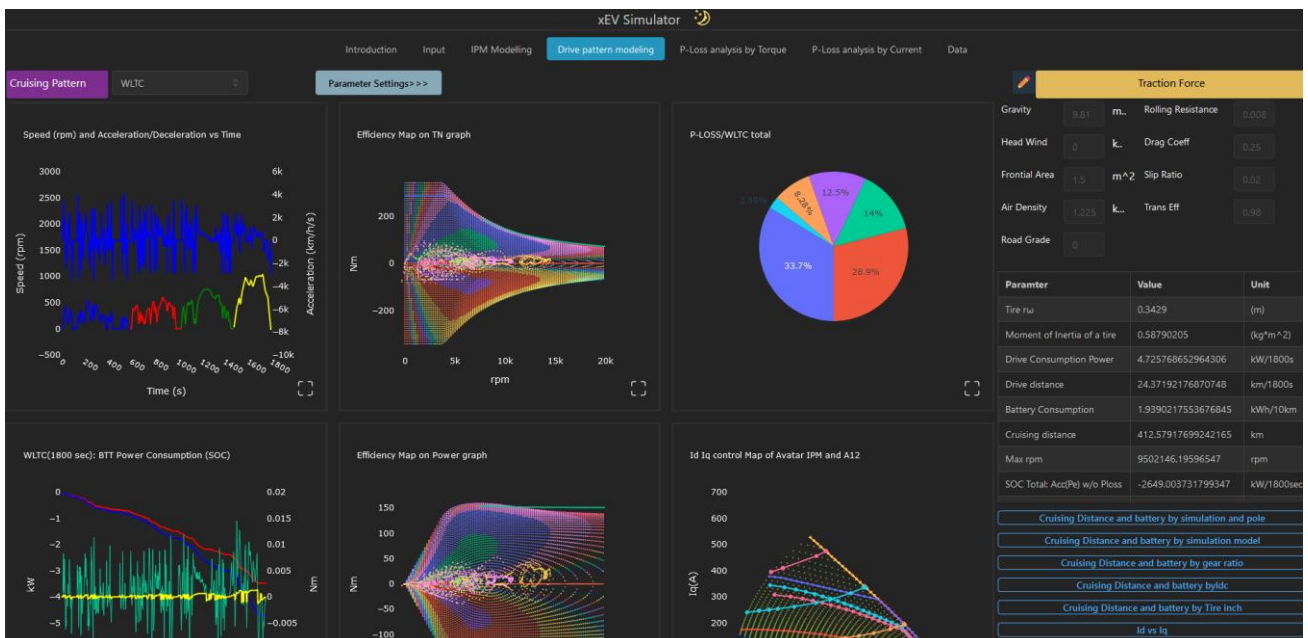 xEV Simulator
Introduction Input IPM Modelling Drive pattern modeling P-Loss analysis by Torque P-Loss analysis by Current Data
Cruising Pattern WLTC Parameter Settings>>> Traction Force
Speed (rpm) and Acceleration/Deceleration vs Time
3000
2500
2000
1500
1000
500
0
−500
Speed (rpm)
6k
4k
2k
0
−2k
−4k
−6k
−8k
−10k
Acceleration (km/h/s)
0 200 400 600 800 1000 1200 1400 1600 1800
Time (s)
Efficiency Map on TN graph
200
0
−200
Nm
0 5k 10k 15k 20k
rpm
P-LOSS/WLTC total
8.28%
12.5%
14%
33.7%
28.9%
Gravity 9.81 m.. Rolling Resistance 0.008
Head Wind 0 k.. Drag Coeff 0.25
Frontial Area 1.5 m^2 Slip Ratio 0.02
Air Density 1.225 k... Trans Eff 0.98
Road Grade 0
Paramter Value Unit
Tire rω 0.3429 (m)
Moment of Inertia of a tire 0.58790205 (kg*m^2)
Drive Consumption Power 4.725768652964306 kW/1800s
Drive distance 24.37192176870748 km/1800s
Battery Consumption 1.9390217553676845 kWh/10km
Cruising distance 412.57917699242165 km
Max rpm 9502146.19596547 rpm
SOC Total: Acc(Pe) w/o Ploss -2649.003731799347 kW/1800sec
WLTC(1800 sec): BTT Power Consumption (SOC)
0
−1
−2
−3
−4
−5
kW
0.02
0.015
0.01
0.005
0
−0.005
Nm
Efficiency Map on Power graph
150
100
50
0
−50
−100
Nm
Id Iq control Map of Avatar IPM and A12
700
600
500
400
300
200
Iq(A)
Cruising Distance and battery by simulation and pole
Cruising Distance and battery by simulation model
Cruising Distance and battery by gear ratio
Cruising Distance and battery byIdc
Cruising Distance and battery by Tire inch
Id vs Iq